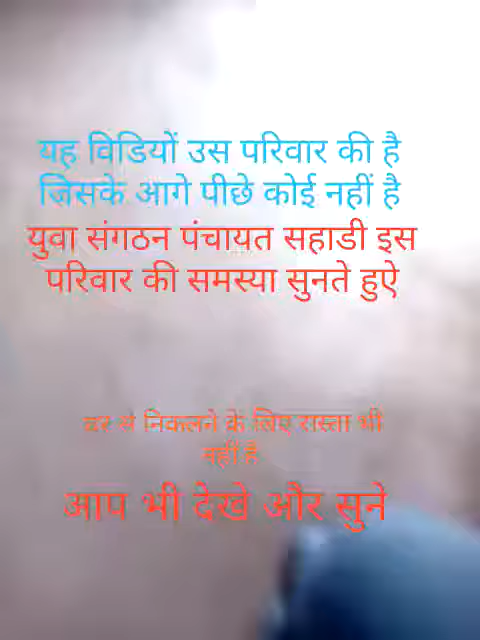 यह विडियों उस परिवार की है
जिसके आगे पीछे कोई नहीं है
युवा संगठन पंचायत सहाडी इस
परिवार की समस्या सुनते हुऐ
घर से निकलने के लिए रास्ता भी
नहीं है
आप भी देखे और सुने